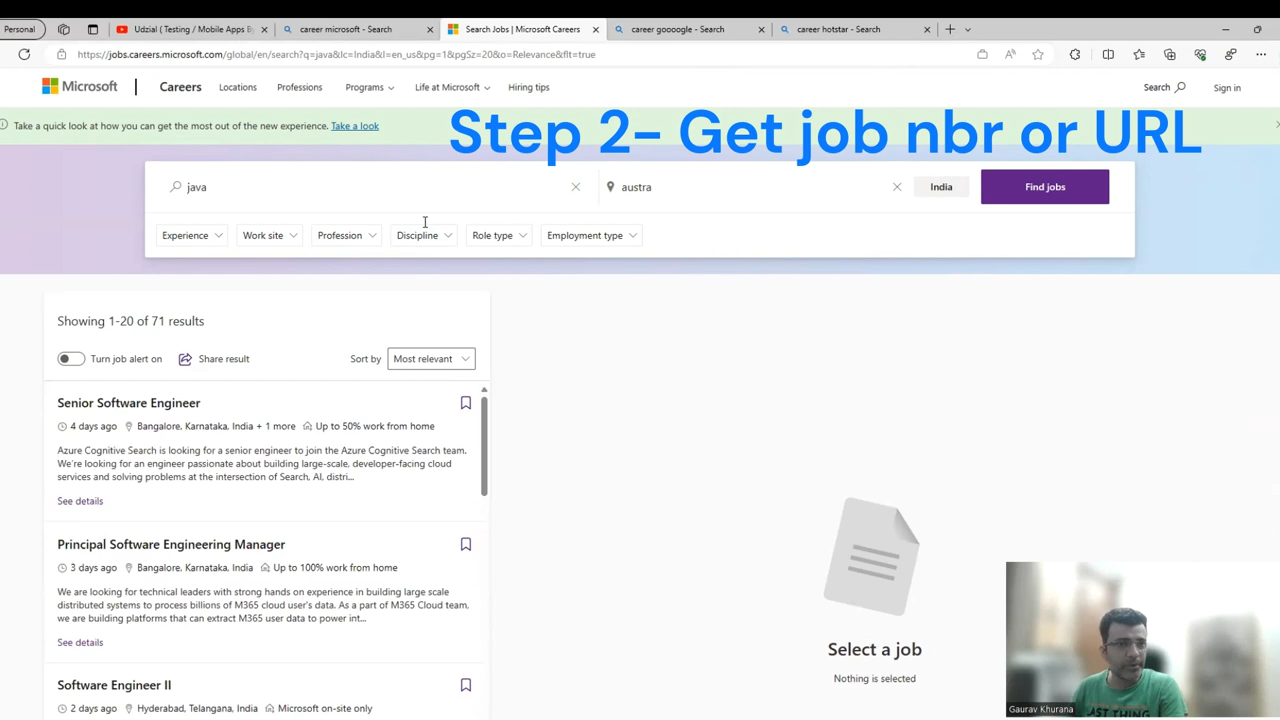 Personal
Udzial ( Testing / Mobile Apps B
career microsoft - Search
Search Jobs | Microsoft Careers
career goooogle - Search
career hotstar - Search
https://jobs.careers.microsoft.com/global/en/search?q=java&lc=India&l=en_us&pg=1&pgSz=20&o=Relevance&flt=true
Microsoft
Careers
Locations
Professions
Programs
Life at Microsoft
Hiring tips
Search
Sign in
Take a quick look at how you can get the most out of the new experience. Take a look
Step 2- Get job nbr or URL
java
austra
India
Find jobs
Experience
Work site
Profession
Discipline
Role type
Employment type
Showing 1-20 of 71 results
Turn job alert on
Share result
Sort by
Most relevant
Senior Software Engineer
4 days ago Bangalore, Karnataka, India + 1 more Up to 50% work from home
Azure Cognitive Search is looking for a senior engineer to join the Azure Cognitive Search team.
We're looking for an engineer passionate about building large-scale, developer-facing cloud
services and solving problems at the intersection of Search, AI, distri...
See details
Principal Software Engineering Manager
3 days ago Bangalore, Karnataka, India Up to 100% work from home
We are looking for technical leaders with strong hands on experience in building large scale
distributed systems to process billions of M365 cloud user's data. As a part of M365 Cloud team,
we are building platforms that can extract M365 user data to power int...
See details
Software Engineer II
2 days ago Hyderabad, Telangana, India Microsoft on-site only
Select a job
Nothing is selected
LAST THING
Gaurav Khurana